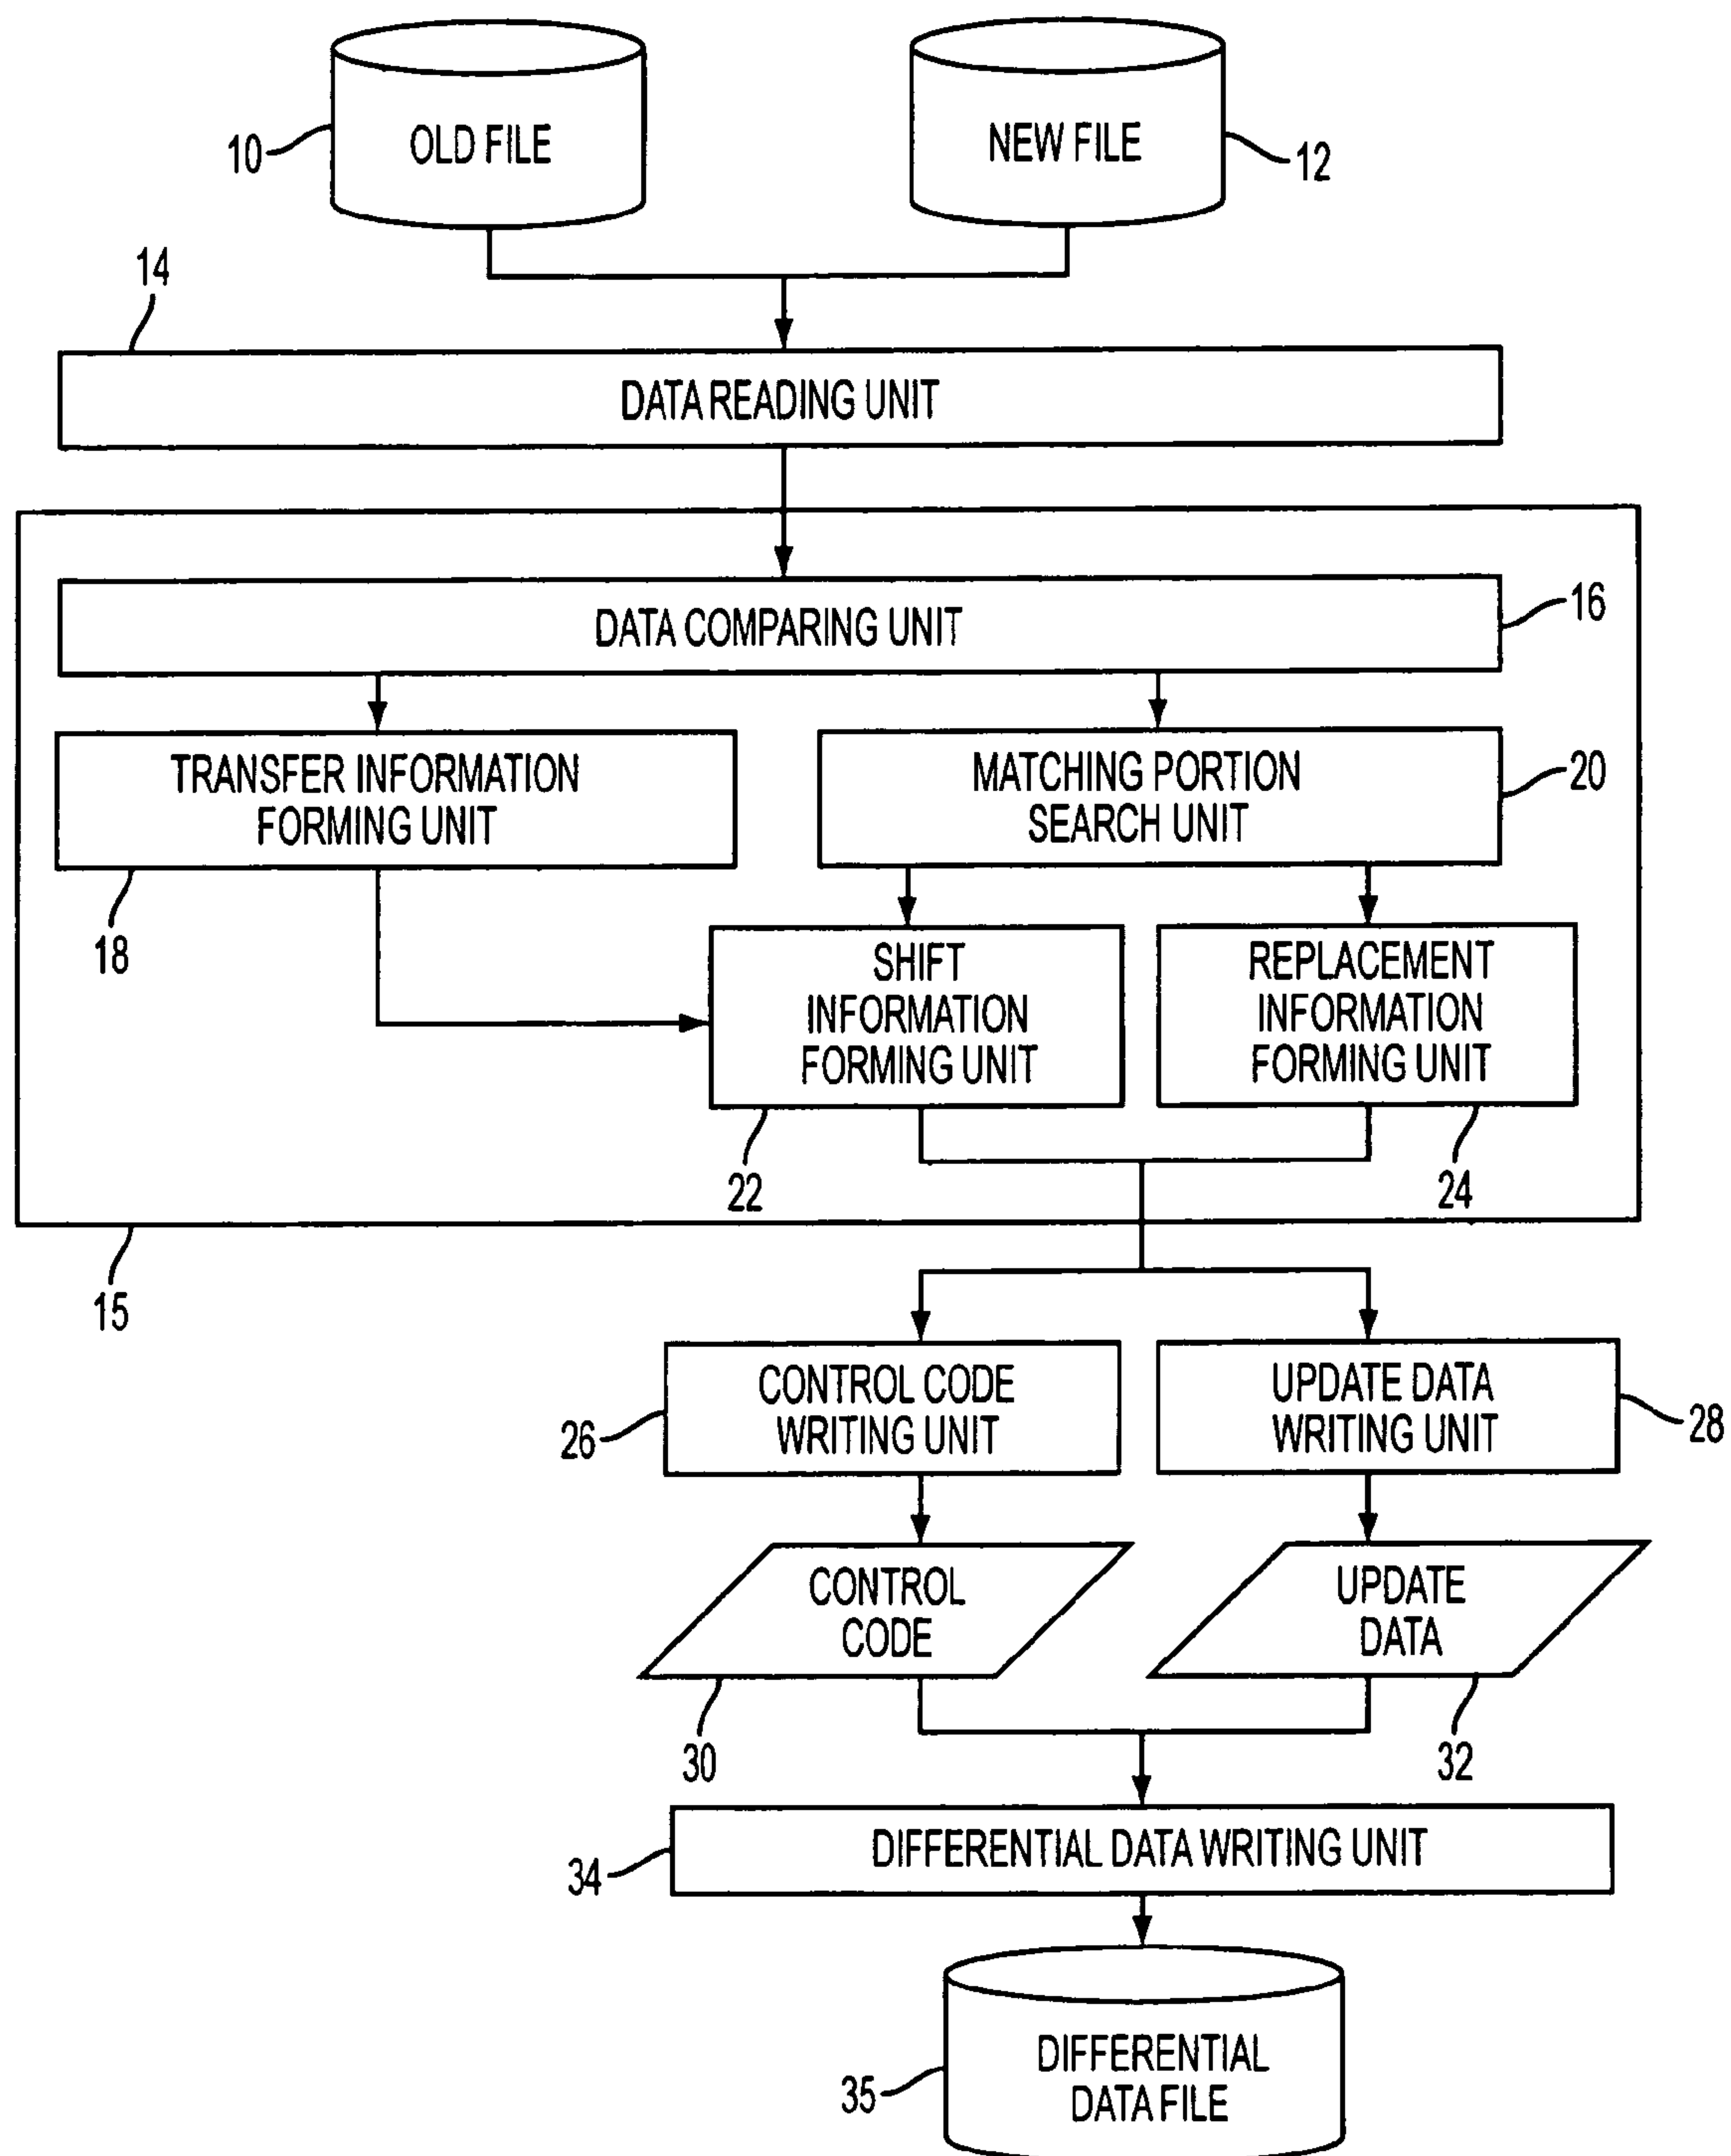 OLD FILE
10
NEW FILE
12
14
DATA READING UNIT
DATA COMPARING UNIT
16
TRANSFER INFORMATION
FORMING UNIT
18
MATCHING PORTION
SEARCH UNIT
20
SHIFT
INFORMATION
FORMING UNIT
22
REPLACEMENT
INFORMATION
FORMING UNIT
24
15
CONTROL CODE
WRITING UNIT
26
UPDATE DATA
WRITING UNIT
28
CONTROL
CODE
30
UPDATE
DATA
32
DIFFERENTIAL DATA WRITING UNIT
34
DIFFERENTIAL
DATA FILE
35